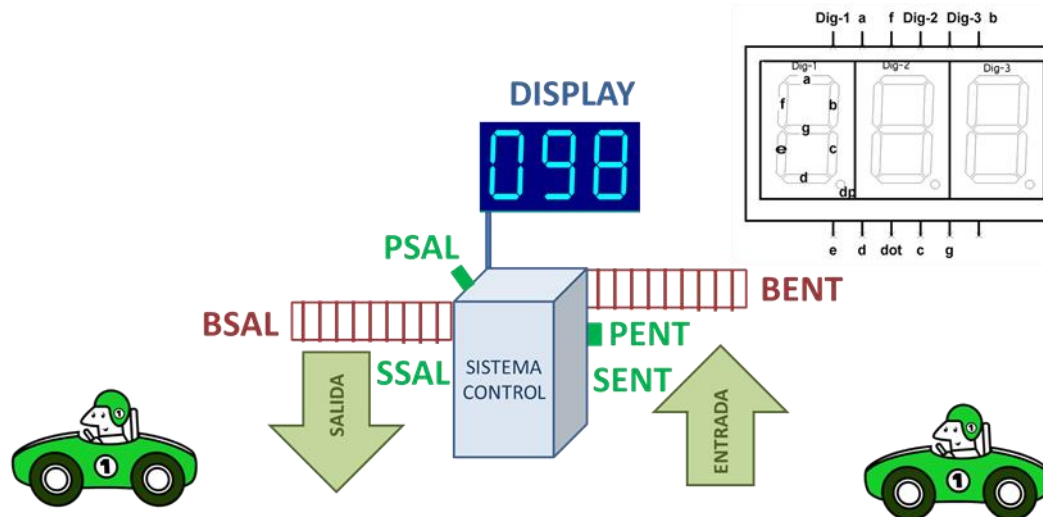 Dig-1 a f Dig-2 Dig-3 b
Dig-1 Dig-2 Dig-3
a
f b
g
e c
d
dp
e d dot c g
DISPLAY
098
PSAL
BSAL
BENT
PENT
SSAL
SENT
SISTEMA
CONTROL
SALIDA
ENTRADA
1
1
1
1